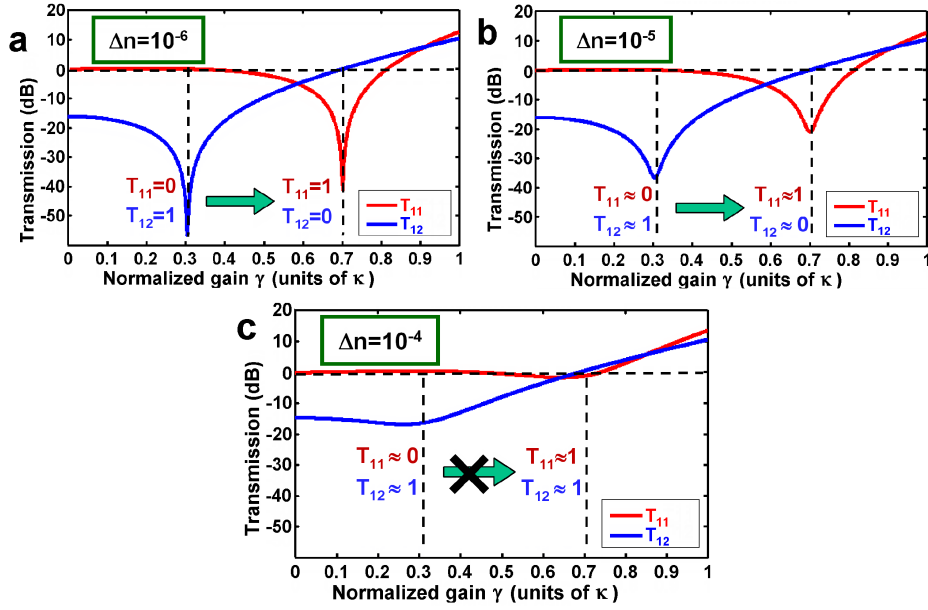 a
Δn=10⁻⁶
20
10
0
-10
-20
-30
-40
-50
Transmission (dB)
T₁₁=0
T₁₂=1
T₁₁=1
T₁₂=0
T₁₁
T₁₂
0 0.1 0.2 0.3 0.4 0.5 0.6 0.7 0.8 0.9 1
Normalized gain γ (units of κ)
b
Δn=10⁻⁵
20
10
0
-10
-20
-30
-40
-50
Transmission (dB)
T₁₁≈ 0
T₁₂≈ 1
T₁₁≈1
T₁₂≈ 0
T₁₁
T₁₂
0 0.1 0.2 0.3 0.4 0.5 0.6 0.7 0.8 0.9 1
Normalized gain γ (units of κ)
c
Δn=10⁻⁴
20
10
0
-10
-20
-30
-40
-50
Transmission (dB)
T₁₁≈ 0
T₁₂≈ 1
T₁₁≈1
T₁₂≈ 1
T₁₁
T₁₂
0 0.1 0.2 0.3 0.4 0.5 0.6 0.7 0.8 0.9 1
Normalized gain γ (units of κ)